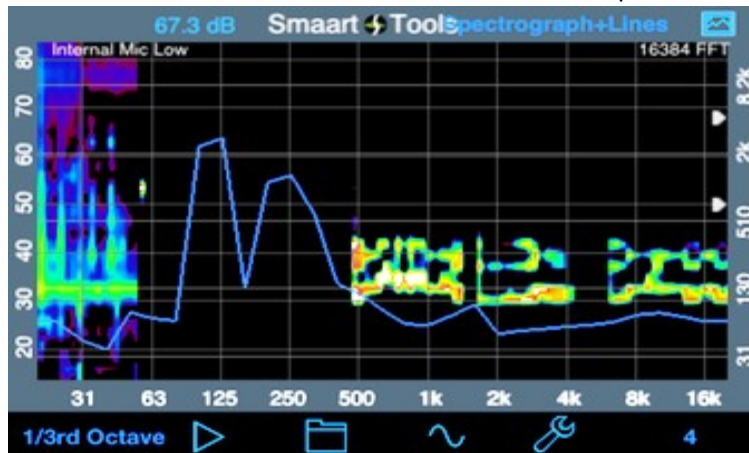 67.3 dB Smaart Tools Spectrograph+Lines
Internal Mic Low 16384 FFT
80
70
60
50
40
30
20
8.2k
2k
510
130
31
31 63 125 250 500 1k 2k 4k 8k 16k
1/3rd Octave 4